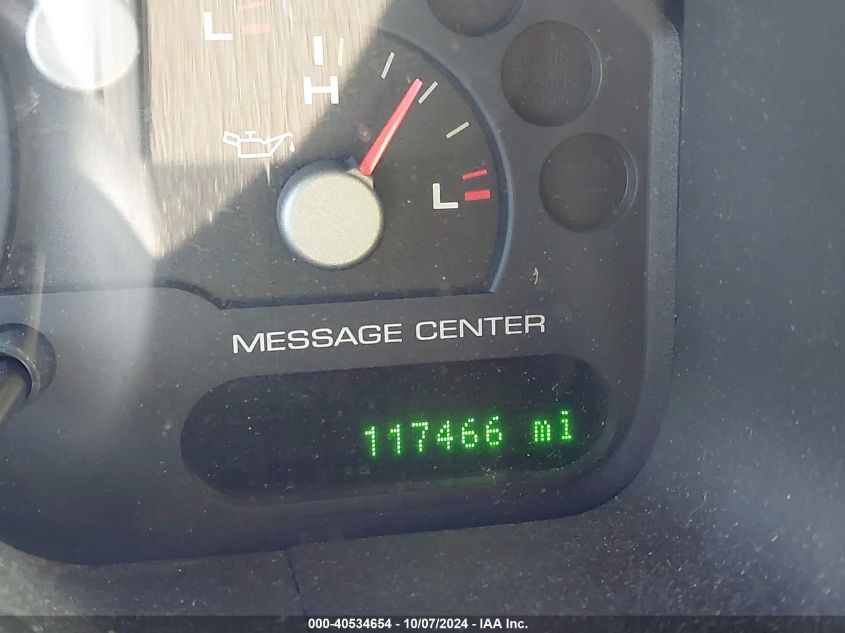 L
H
L
MESSAGE CENTER
117466 mi
000-40534654 - 10/07/2024 - IAA Inc.